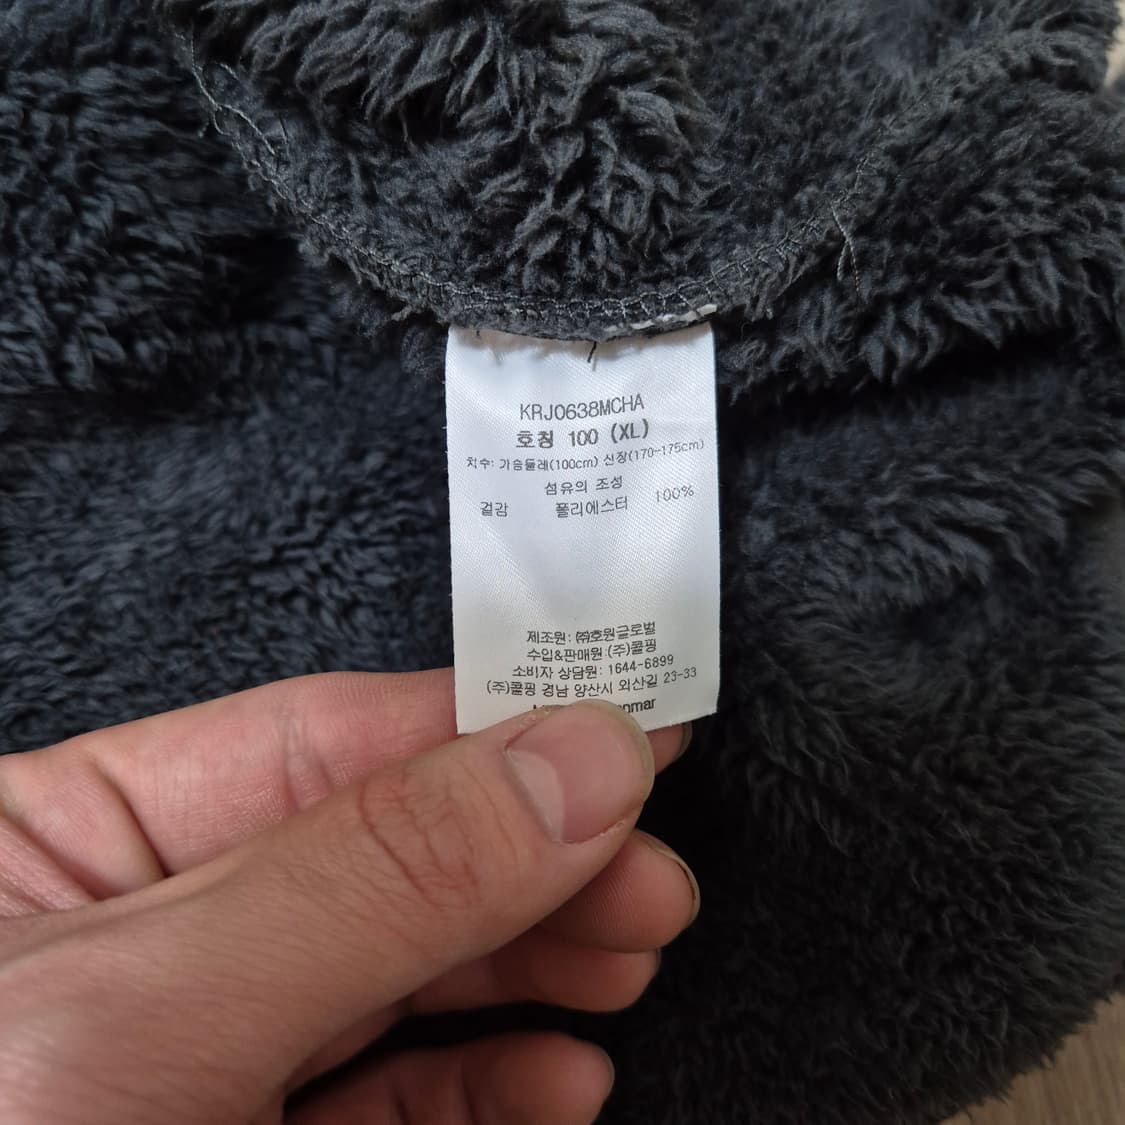 KRJ0638MCHA
호칭 100 (XL)
치수: 가슴둘레(100cm) 신장(170~175cm)
섬유의 조성
겉감 폴리에스터 100%
제조원: ㈜호원글로벌
수입&판매원:(주)콜핑
소비자 상담원: 1644-6899
(주)콜핑 경남 양산시 외산길 23-33